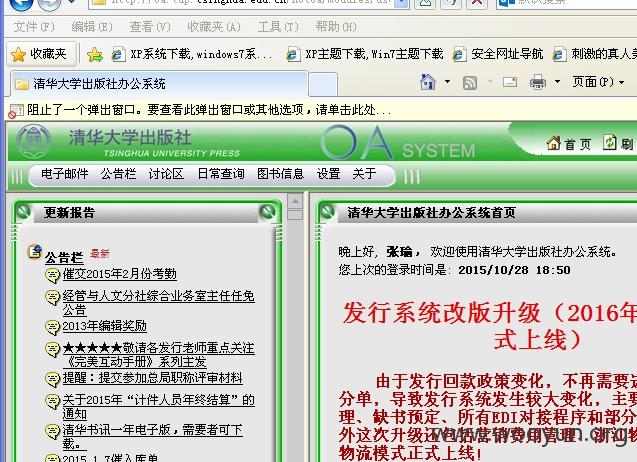 文件(F) 编辑(E) 查看(V) 收藏夹(A) 工具(T) 帮助(H)
收藏夹 XP系统下载,windows7系... XP主题下载,Win7主题下载 安全网址导航 刺激的真人美
清华大学出版社办公系统 页面(P)
阻止了一个弹出窗口。要查看此弹出窗口或其他选项，请单击此处...
清华大学出版社
TSINGHUA UNIVERSITY PRESS
OA SYSTEM
首页 刷
电子邮件 公告栏 讨论区 日常查询 图书信息 设置 关于
更新报告
公告栏 最新
催交2015年2月份考勤
经管与人文分社综合业务室主任任免
公告
2013年编辑奖励
★★★★★敬请各发行老师重点关注
《完美互动手册》系列主发
提醒：提交参加总局职称评审材料
关于2015年“计件人员年终结算”的
通知
清华书讯一年电子版，需要者可下
载。
2015.1.7催入库单
清华大学出版社办公系统首页
晚上好，张瑜， 欢迎使用清华大学出版社办公系统。
您上次的登录时间是: 2015/10/28 18:50
发行系统改版升级（2016年
式上线）
由于发行回款政策变化，不再需要
分单，导致发行系统发生较大变化，主要
理、缺书预定、所有EDI对接程序和部分
外这次升级还包括营销费用管理、浙江物
物流模式正式上线!
www.wooyun.org